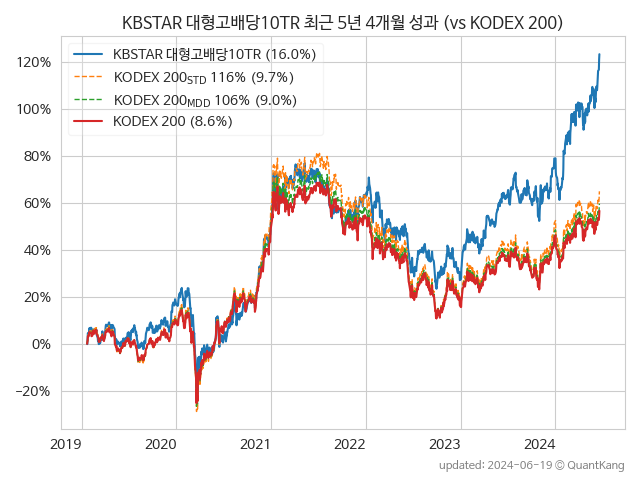 KBSTAR 대형고배당10TR 최근 5년 4개월 성과 (vs KODEX 200)
KBSTAR 대형고배당10TR (16.0%)
KODEX 200STD 116% (9.7%)
KODEX 200MDD 106% (9.0%)
KODEX 200 (8.6%)
120%
100%
80%
60%
40%
20%
0%
−20%
2019 2020 2021 2022 2023 2024
updated: 2024-06-19 © QuantKang